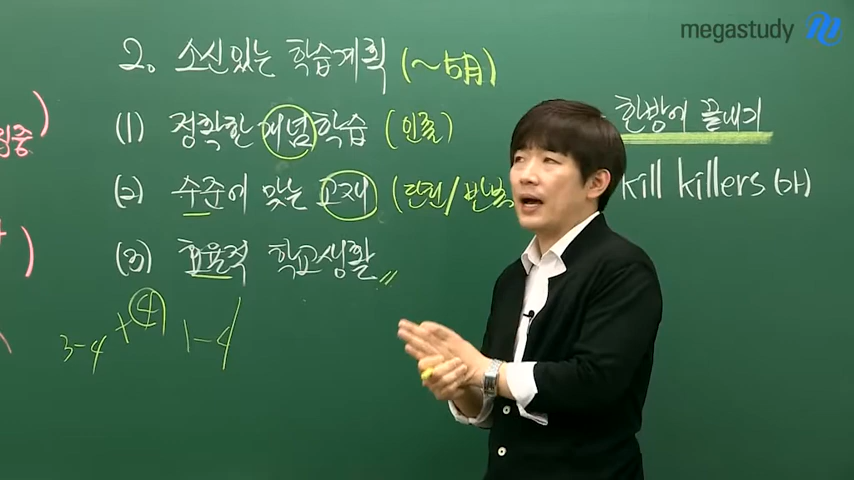 megastudy
2. 소신있는 학습계획 (~5月)
(1) 정확한 개념학습 (인강)
(2) 수준에 맞는 교재 (단권/반복
(3) 효율적 학교생활
3-4 + ④ 1-4
한방에 끝내기
kill killers (하)